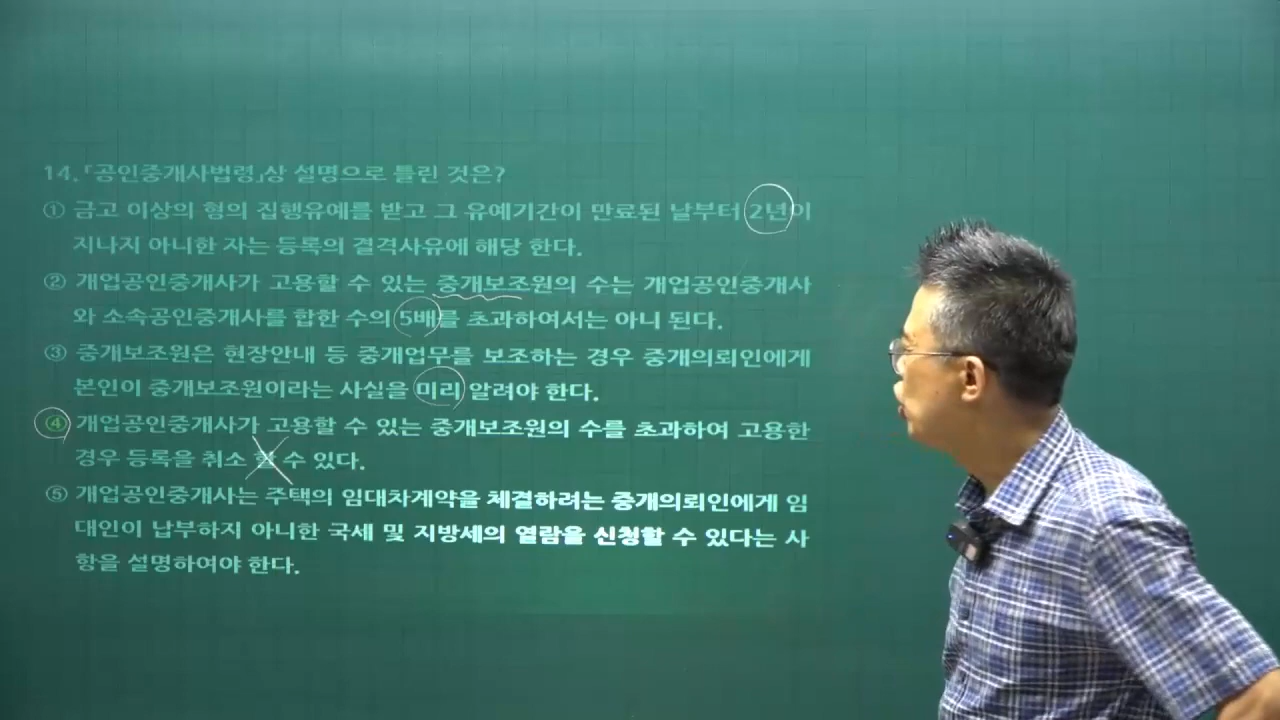 14.「공인중개사법령」상 설명으로 틀린 것은?
① 금고 이상의 형의 집행유예를 받고 그 유예기간이 만료된 날부터 2년이
지나지 아니한 자는 등록의 결격사유에 해당 한다.
② 개업공인중개사가 고용할 수 있는 중개보조원의 수는 개업공인중개사
와 소속공인중개사를 합한 수의 5배를 초과하여서는 아니 된다.
③ 중개보조원은 현장안내 등 중개업무를 보조하는 경우 중개의뢰인에게
본인이 중개보조원이라는 사실을 미리 알려야 한다.
④ 개업공인중개사가 고용할 수 있는 중개보조원의 수를 초과하여 고용한
경우 등록을 취소 할 수 있다.
⑤ 개업공인중개사는 주택의 임대차계약을 체결하려는 중개의뢰인에게 임
대인이 납부하지 아니한 국세 및 지방세의 열람을 신청할 수 있다는 사
항을 설명하여야 한다.